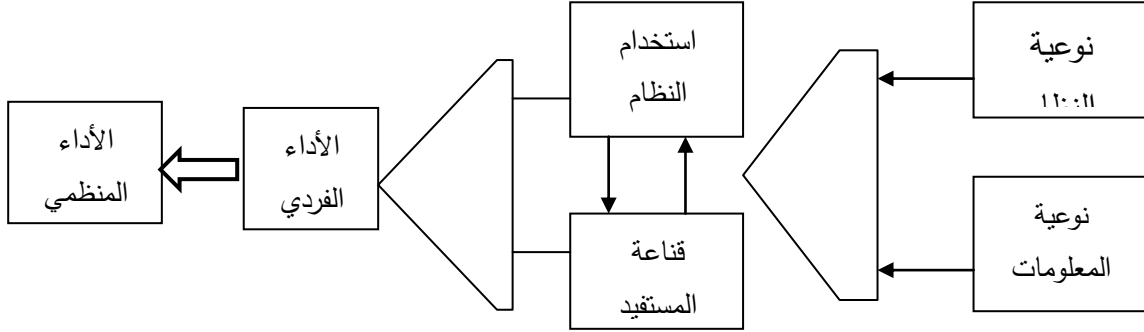 نوعية
نوعية
المعلومات
استخدام
النظام
قناعة
المستفيد
الأداء
الفردي
الأداء
المنظمي